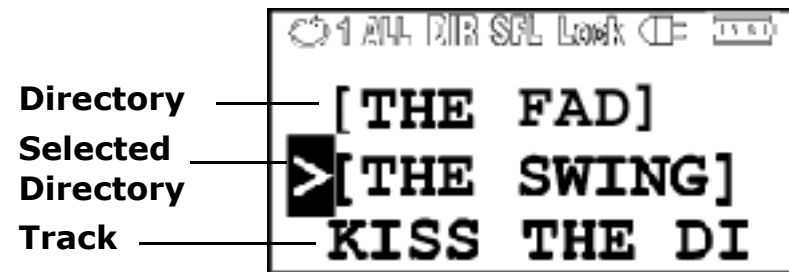 1 ALL DIR SFL Lock
Directory
[THE FAD]
Selected
Directory
>[THE SWING]
Track
KISS THE DI